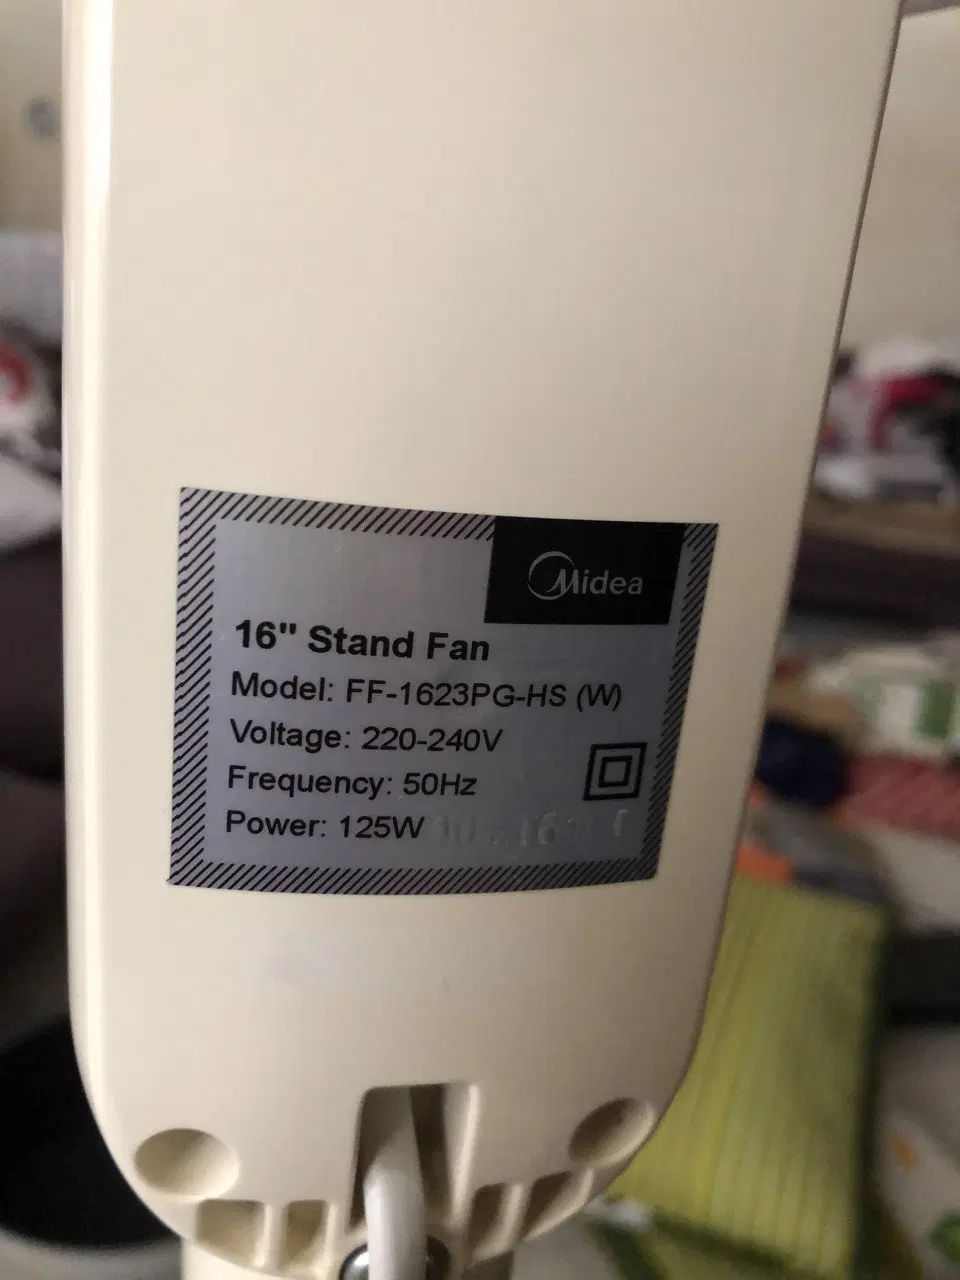 Midea
16" Stand Fan
Model: FF-1623PG-HS (W)
Voltage: 220-240V
Frequency: 50Hz
Power: 125W